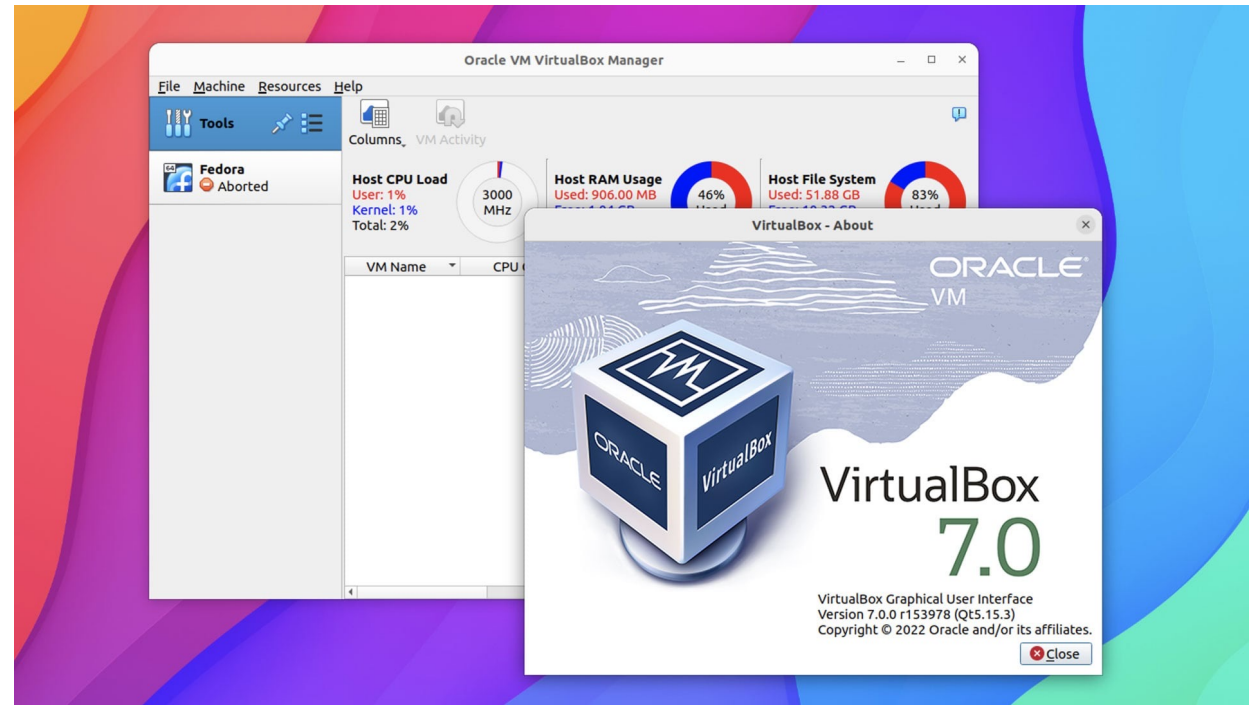 Oracle VM VirtualBox Manager
File Machine Resources Help
Tools
Columns
VM Activity
64
Fedora
Aborted
Host CPU Load
User: 1%
Kernel: 1%
Total: 2%
3000
MHz
Host RAM Usage
Used: 906.00 MB
46%
Host File System
Used: 51.88 GB
83%
VM Name
CPU
VirtualBox - About
ORACLE
VM
ORACLE
VirtualBox
VirtualBox
7.0
VirtualBox Graphical User Interface
Version 7.0.0 r153978 (Qt5.15.3)
Copyright © 2022 Oracle and/or its affiliates.
Close